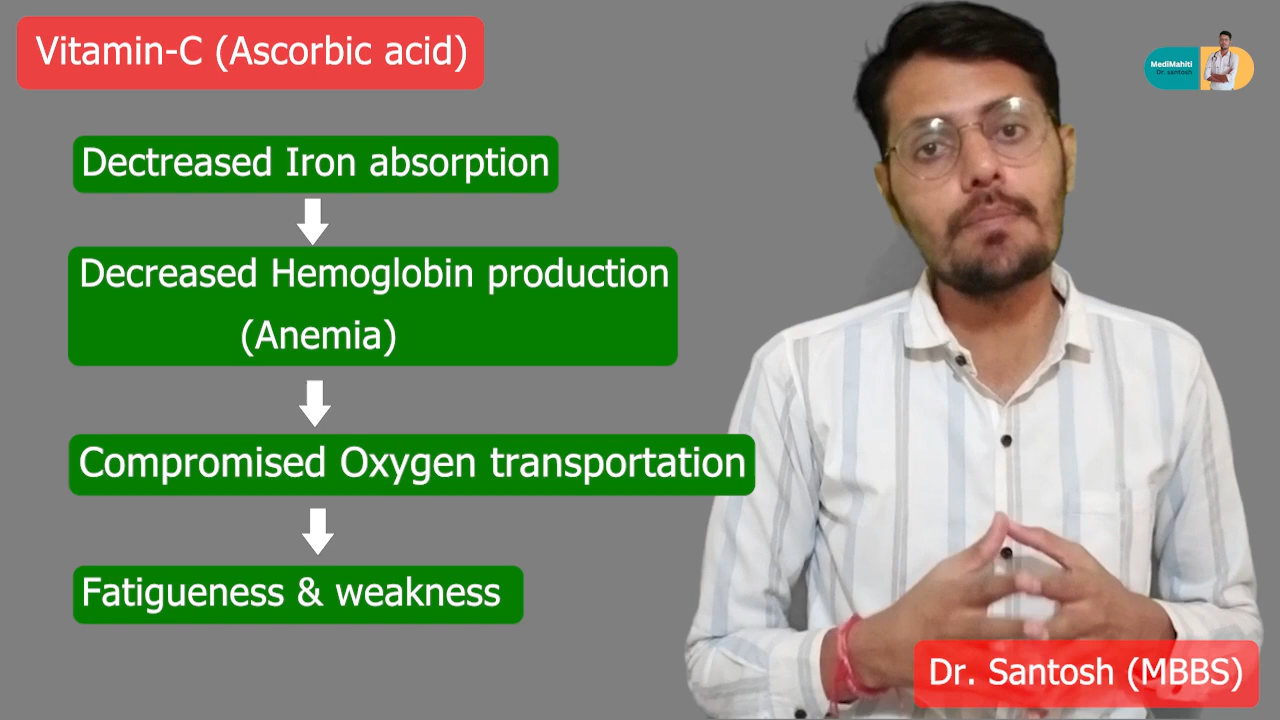 Vitamin-C (Ascorbic acid)
MediMahiti
Dr. santosh
Dectreased Iron absorption
Decreased Hemoglobin production
(Anemia)
Compromised Oxygen transportation
Fatigueness & weakness
Dr. Santosh (MBBS)